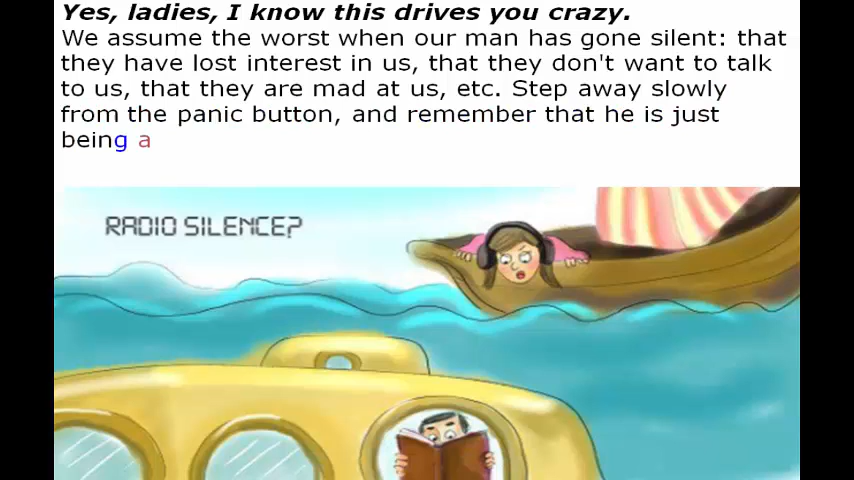 Yes, ladies, I know this drives you crazy.
We assume the worst when our man has gone silent: that
they have lost interest in us, that they don't want to talk
to us, that they are mad at us, etc. Step away slowly
from the panic button, and remember that he is just
being a
RADIO SILENCE?